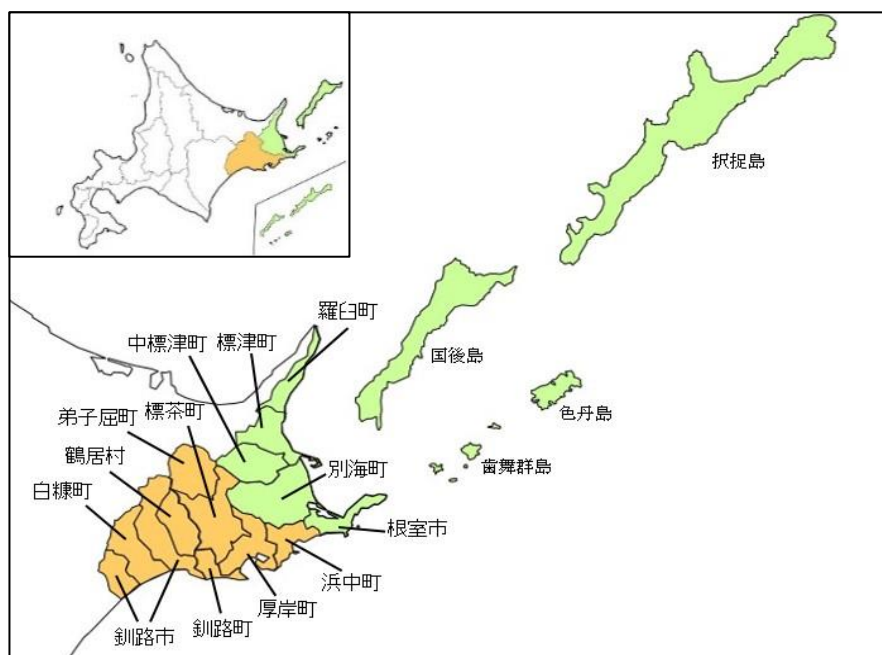 択捉島
羅臼町
中標津町
標津町
国後島
標茶町
弟子屈町
色丹島
鶴居村
歯舞群島
別海町
白糠町
根室市
浜中町
厚岸町
釧路町
釧路市